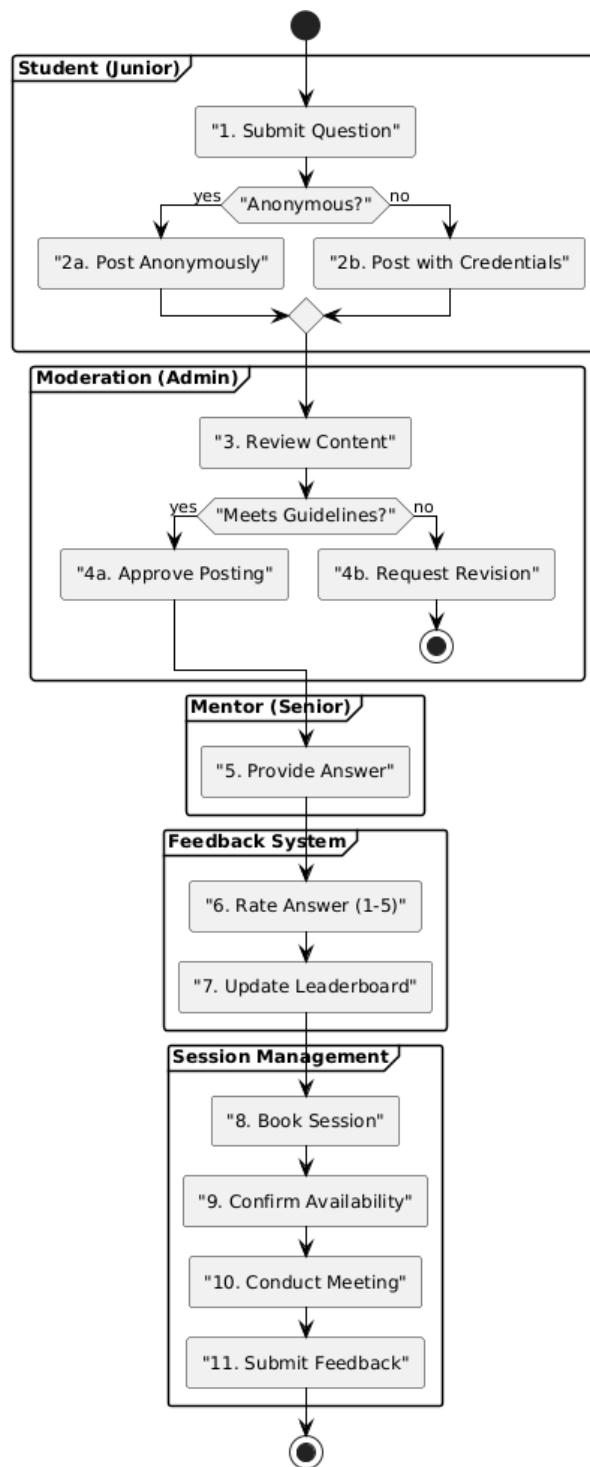 Student (Junior)
"1. Submit Question"
yes
"Anonymous?"
no
"2a. Post Anonymously"
"2b. Post with Credentials"
Moderation (Admin)
"3. Review Content"
yes
"Meets Guidelines?"
no
"4a. Approve Posting"
"4b. Request Revision"
Mentor (Senior)
"5. Provide Answer"
Feedback System
"6. Rate Answer (1-5)"
"7. Update Leaderboard"
Session Management
"8. Book Session"
"9. Confirm Availability"
"10. Conduct Meeting"
"11. Submit Feedback"